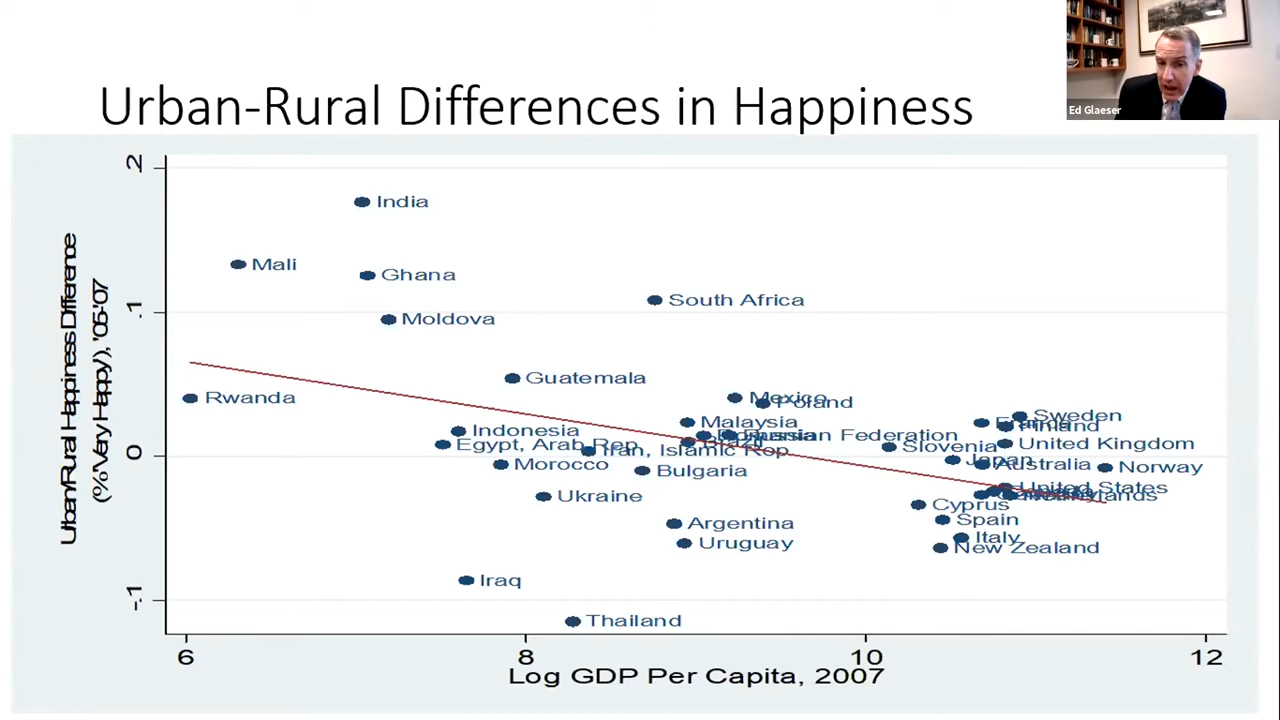 Urban-Rural Differences in Happiness
Ed Glaeser
Urban/Rural Happiness Difference
(% 'Very Happy'), '05-'07
.2
.1
0
-.1
India
Mali
Ghana
South Africa
Moldova
Guatemala
Rwanda
Mexico
Poland
Sweden
Malaysia
Finland
Indonesia
Russian Federation
Egypt, Arab Rep.
United Kingdom
Iran, Islamic Rep
Slovenia
Japan
Morocco
Australia
Norway
Bulgaria
United States
Ukraine
Cyprus
Argentina
Spain
Italy
Uruguay
New Zealand
Iraq
Thailand
6
8
10
12
Log GDP Per Capita, 2007